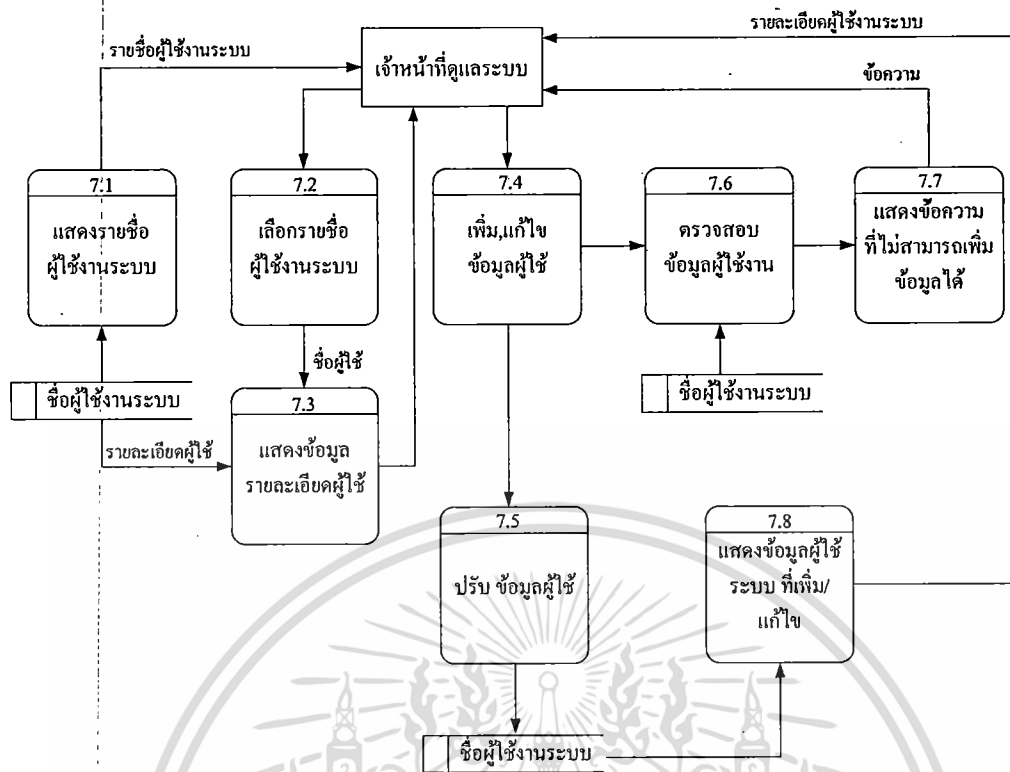 รายละเอียดผู้ใช้งานระบบ
รายชื่อผู้ใช้งานระบบ
เจ้าหน้าที่ดูแลระบบ
ข้อความ
7.1
แสดงรายชื่อ
ผู้ใช้งานระบบ
7.2
เลือกรายชื่อ
ผู้ใช้งานระบบ
7.4
เพิ่ม,แก้ไข
ข้อมูลผู้ใช้
7.6
ตรวจสอบ
ข้อมูลผู้ใช้งาน
7.7
แสดงข้อความ
ที่ไม่สามารถเพิ่ม
ข้อมูลได้
ชื่อผู้ใช้
ชื่อผู้ใช้งานระบบ
ชื่อผู้ใช้งานระบบ
7.3
แสดงข้อมูล
รายละเอียดผู้ใช้
รายละเอียดผู้ใช้
7.5
ปรับ ข้อมูลผู้ใช้
7.8
แสดงข้อมูลผู้ใช้
ระบบ ที่เพิ่ม/
แก้ไข
ชื่อผู้ใช้งานระบบ